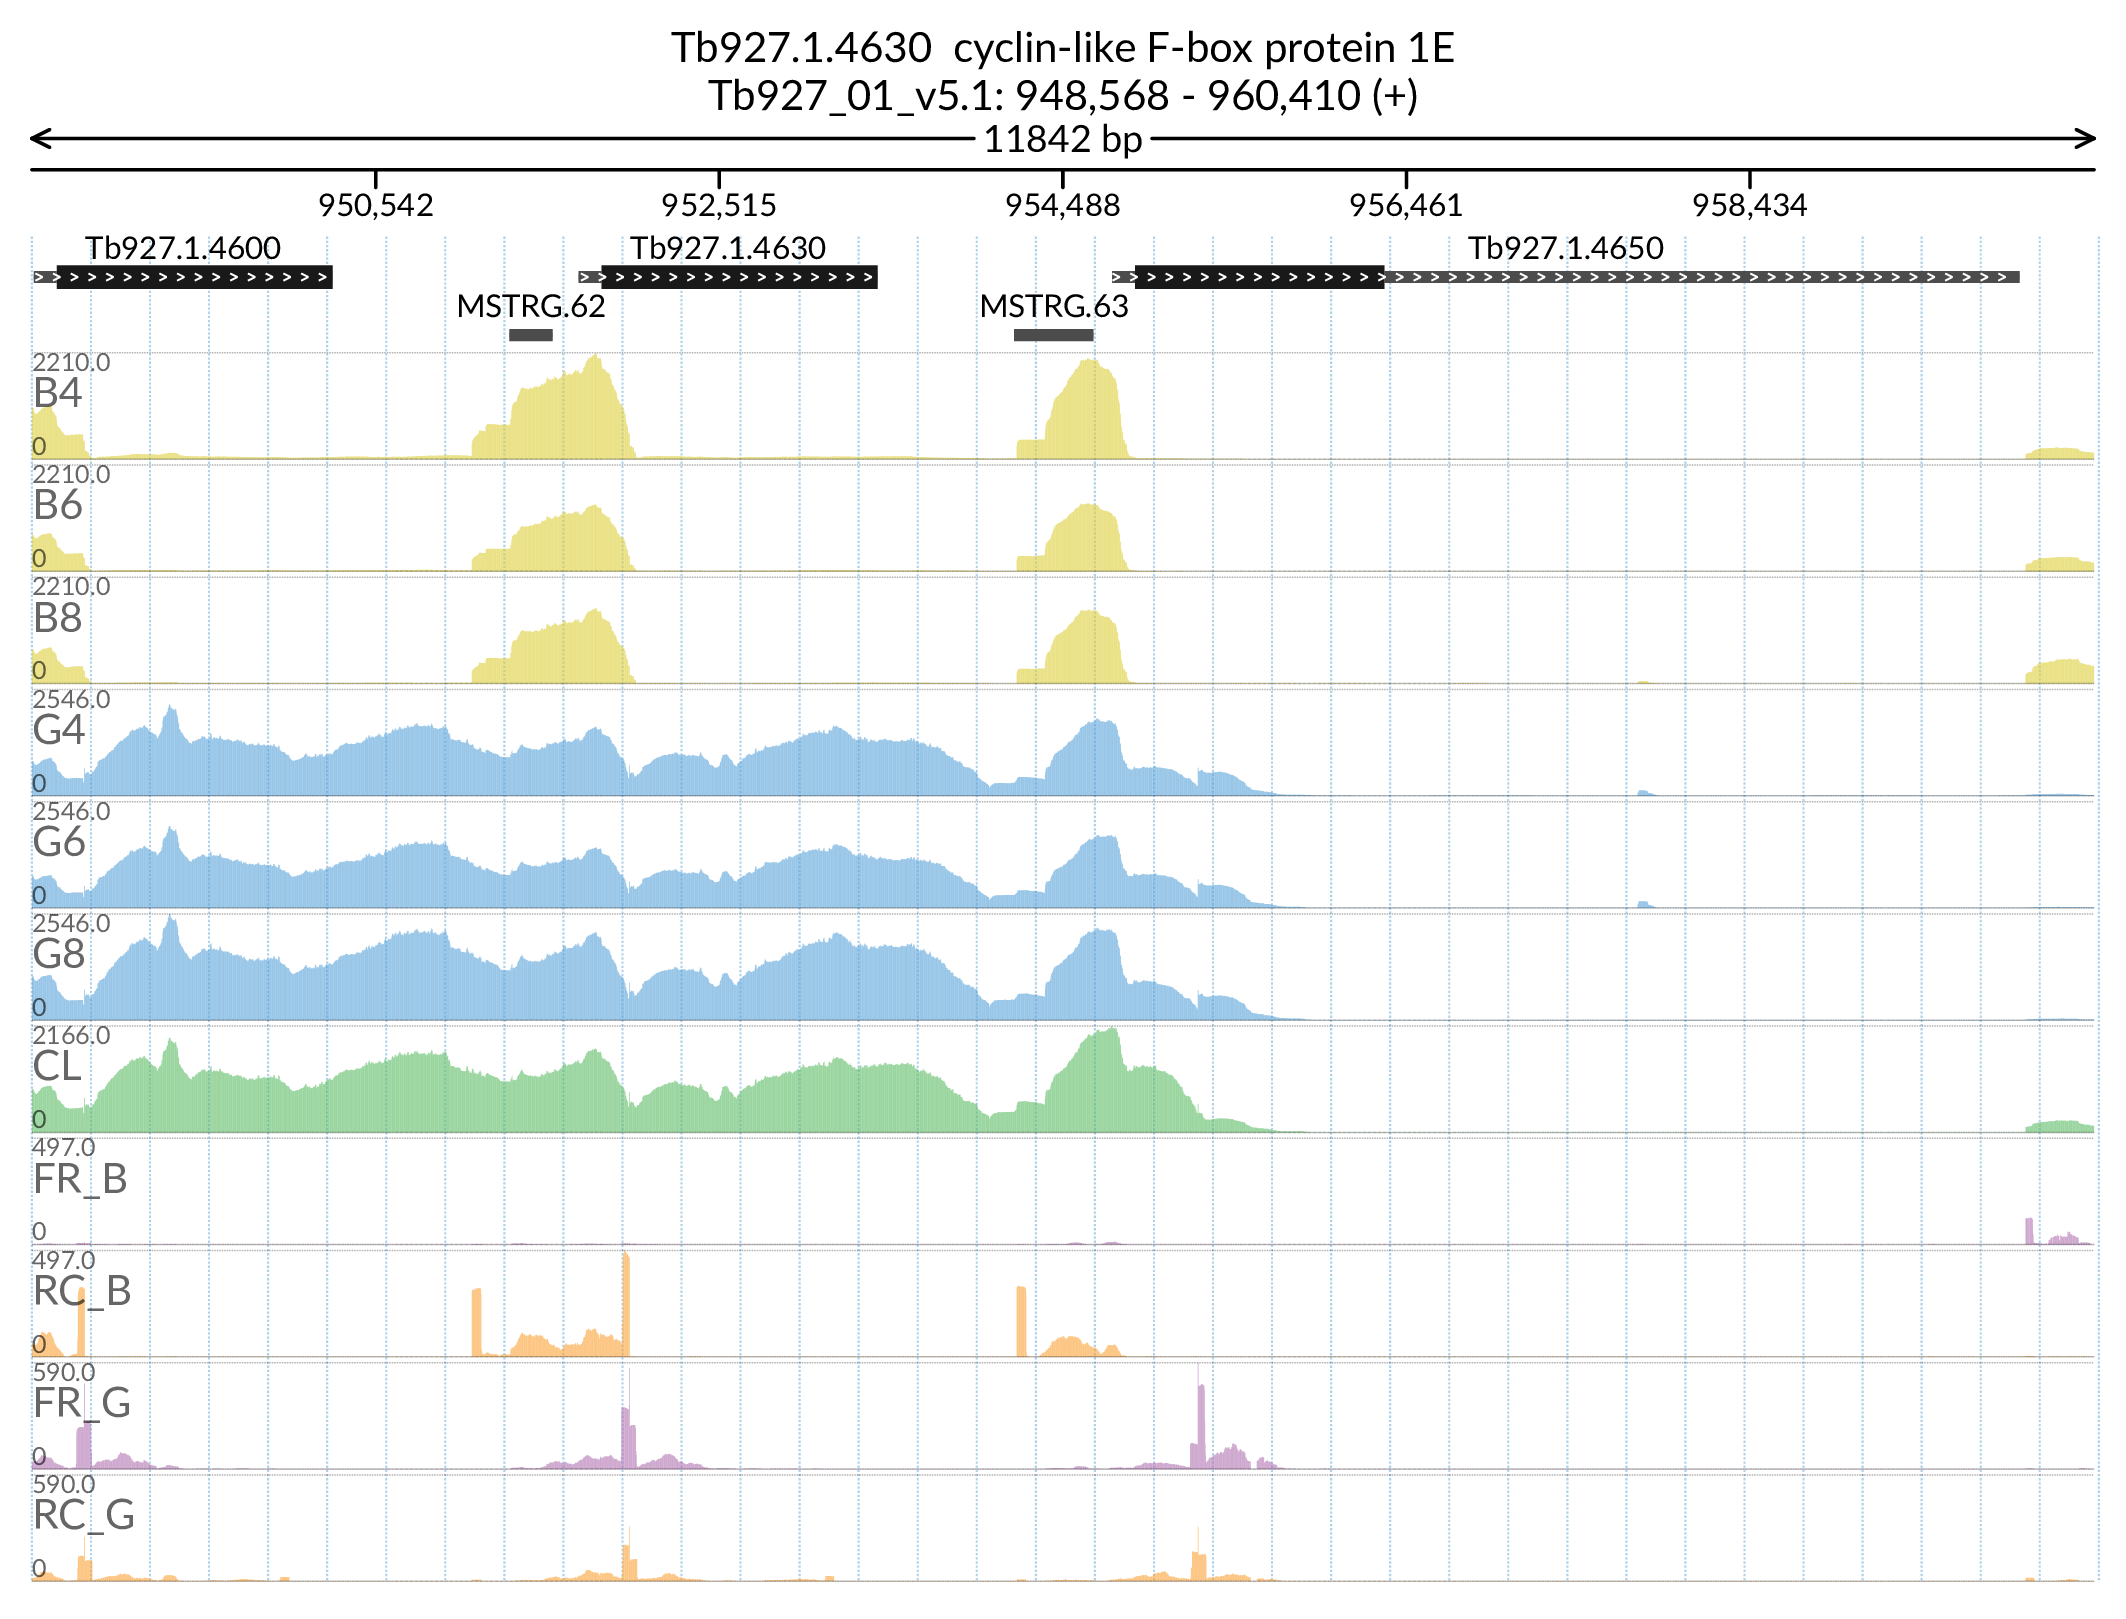 Tb927.1.4630  cyclin-like F-box protein 1E
Tb927_01_v5.1: 948,568 - 960,410 (+)
11842 bp
950,542 952,515 954,488 956,461 958,434
Tb927.1.4600 Tb927.1.4630 Tb927.1.4650
MSTRG.62 MSTRG.63
2210.0
B4
0
2210.0
B6
0
2210.0
B8
0
2546.0
G4
0
2546.0
G6
0
2546.0
G8
0
2166.0
CL
0
497.0
FR_B
0
497.0
RC_B
0
590.0
FR_G
0
590.0
RC_G
0